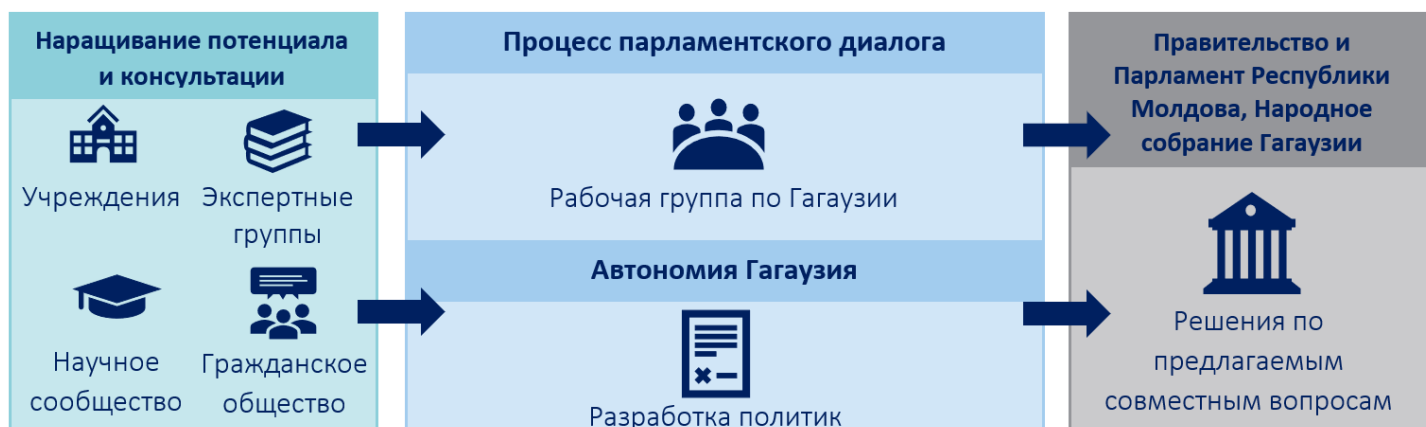 Наращивание потенциала
и консультации
Учреждения
Экспертные
группы
Научное
сообщество
Гражданское
общество
Процесс парламентского диалога
Рабочая группа по Гагаузии
Автономия Гагаузия
Разработка политик
Правительство и
Парламент Республики
Молдова, Народное
собрание Гагаузии
Решения по
предлагаемым
совместным вопросам